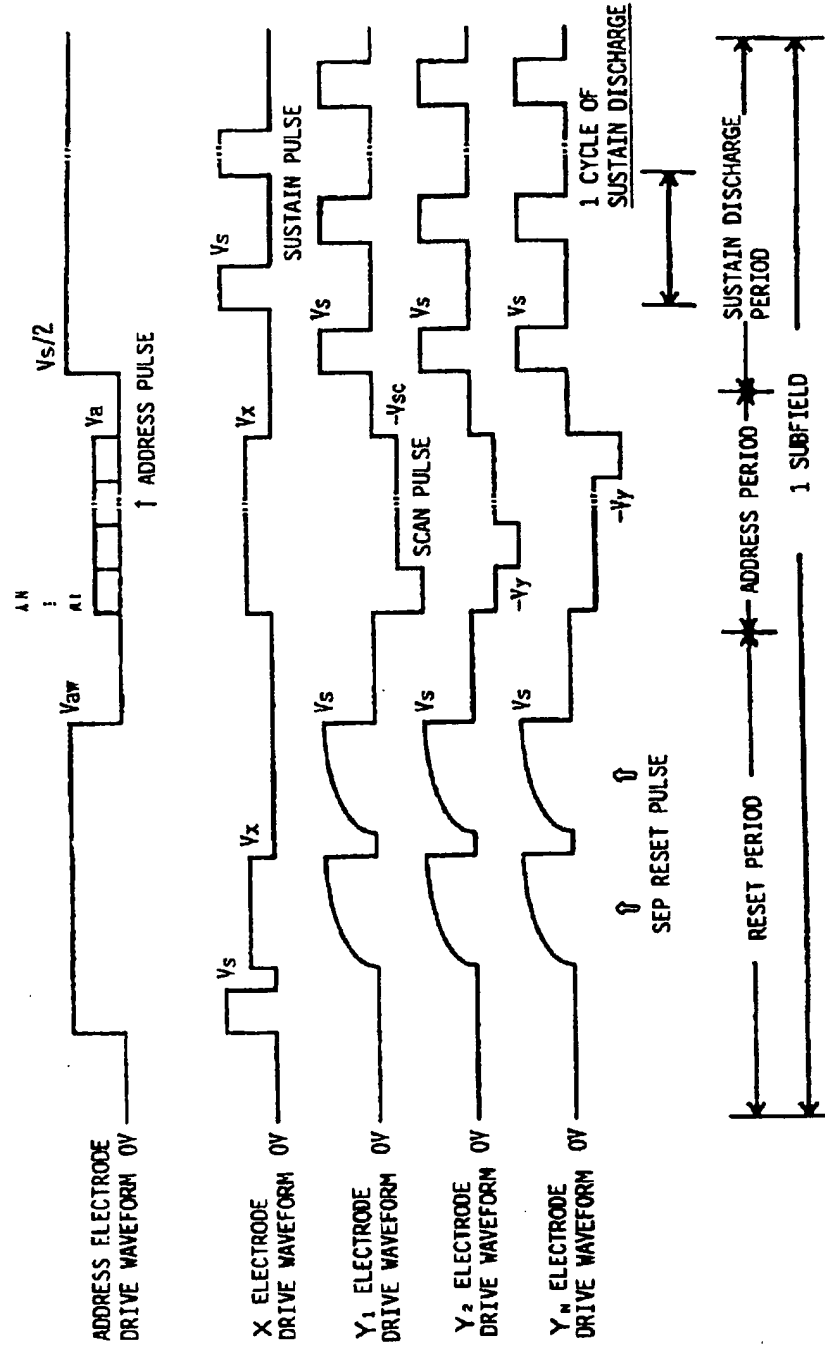 ADDRESS ELECTRODE
DRIVE WAVEFORM 0V
Vaw
Va
Vs/2
↑ ADDRESS PULSE
X ELECTRODE
DRIVE WAVEFORM 0V
Vs
Vx
Vx
Vs
SUSTAIN PULSE
Y1 ELECTRODE
DRIVE WAVEFORM 0V
Vs
SCAN PULSE
-Vsc
Vs
Y2 ELECTRODE
DRIVE WAVEFORM 0V
Vs
-Vy
Vs
YN ELECTRODE
DRIVE WAVEFORM 0V
Vs
-Vy
Vs
1 CYCLE OF
SUSTAIN DISCHARGE
⇧ ⇧
SEP RESET PULSE
RESET PERIOD
ADDRESS PERIOD
SUSTAIN DISCHARGE
PERIOD
1 SUBFIELD